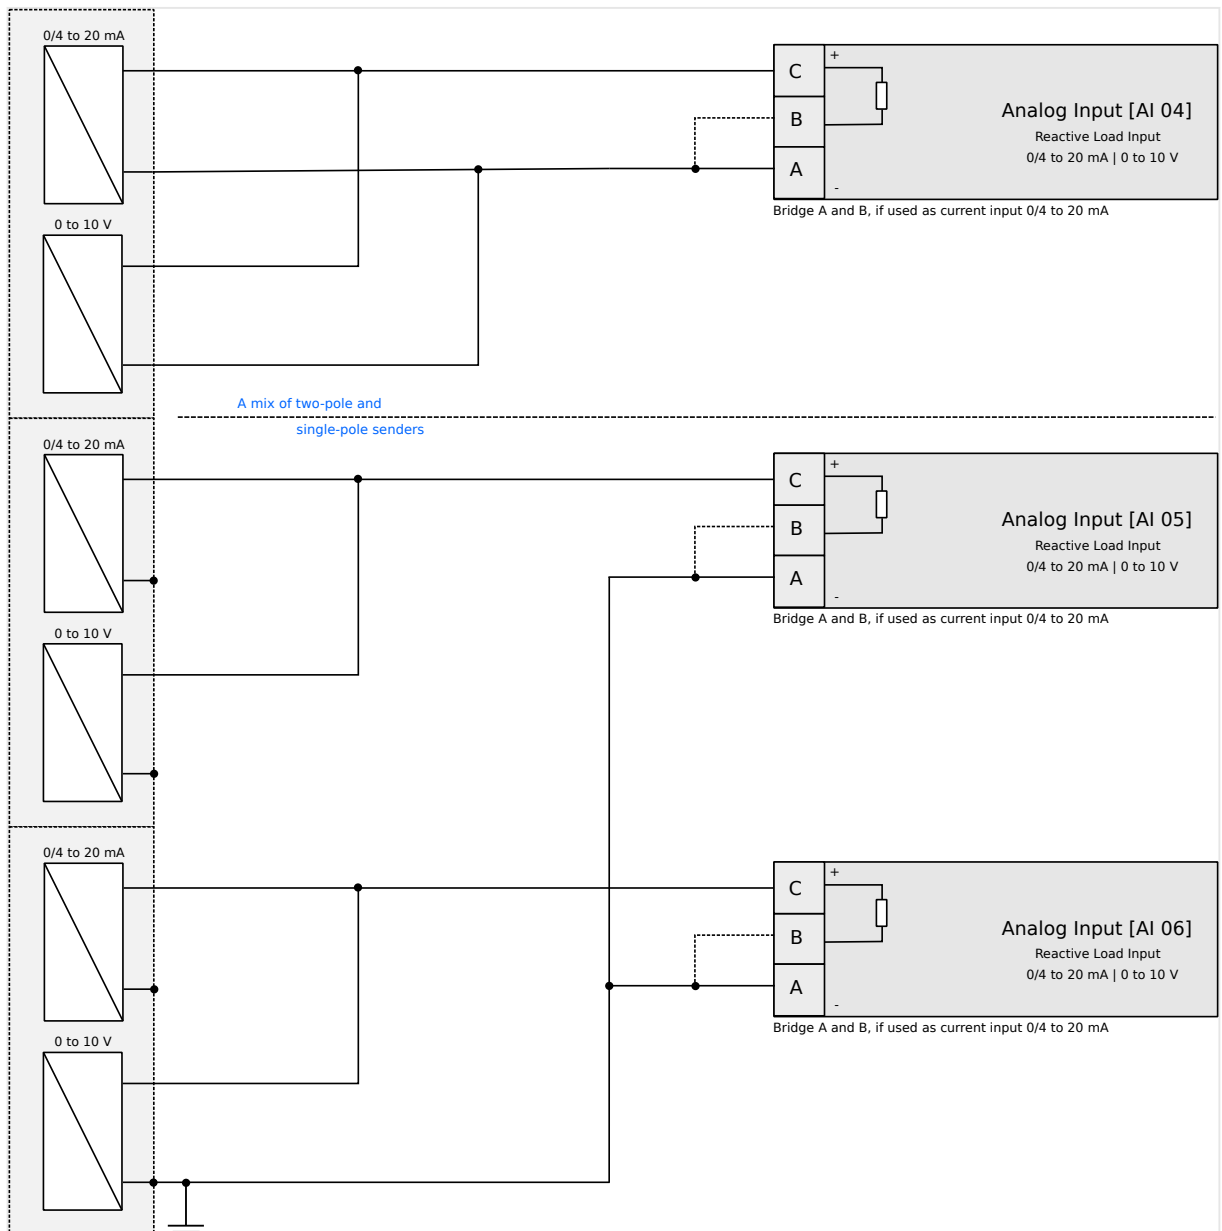 0/4 to 20 mA
C
+
B
Analog Input [AI 04]
Reactive Load Input
0/4 to 20 mA | 0 to 10 V
A
-
Bridge A and B, if used as current input 0/4 to 20 mA
0 to 10 V
A mix of two-pole and
single-pole senders
0/4 to 20 mA
C
+
B
Analog Input [AI 05]
Reactive Load Input
0/4 to 20 mA | 0 to 10 V
A
-
Bridge A and B, if used as current input 0/4 to 20 mA
0 to 10 V
0/4 to 20 mA
C
+
B
Analog Input [AI 06]
Reactive Load Input
0/4 to 20 mA | 0 to 10 V
A
-
Bridge A and B, if used as current input 0/4 to 20 mA
0 to 10 V